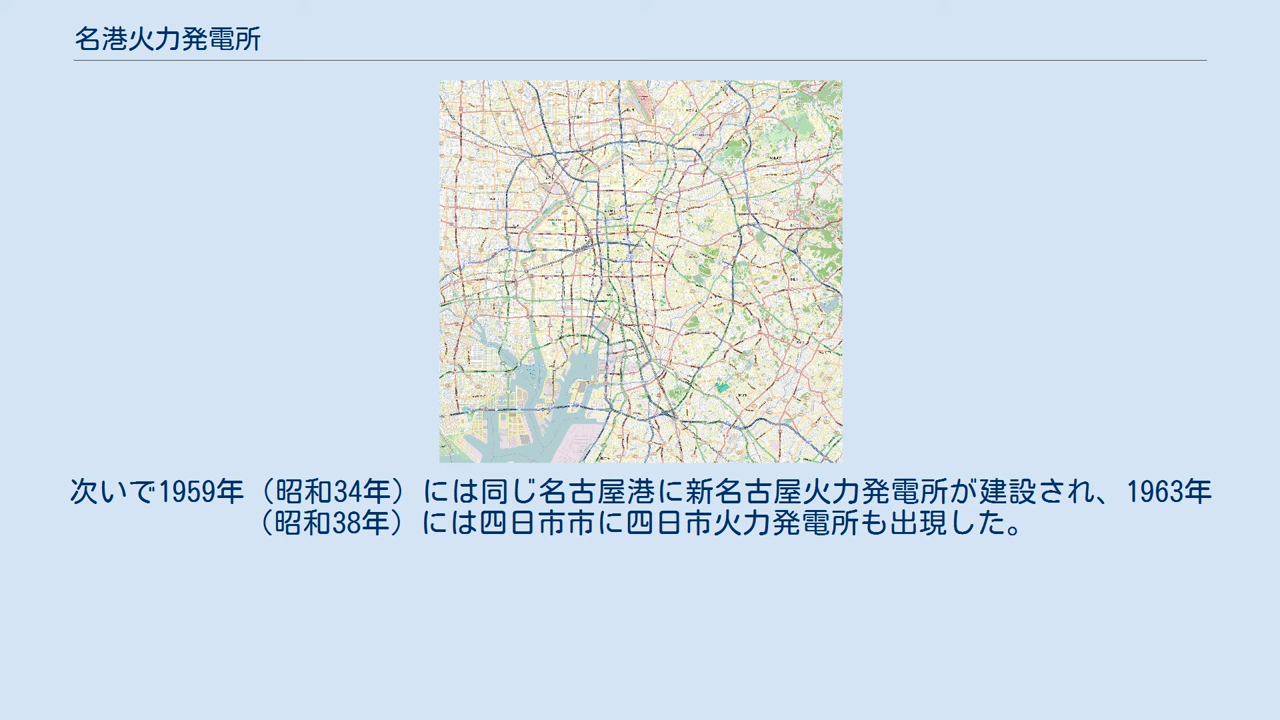 名港火力発電所
次いで1959年（昭和34年）には同じ名古屋港に新名古屋火力発電所が建設され、1963年
（昭和38年）には四日市市に四日市火力発電所も出現した。